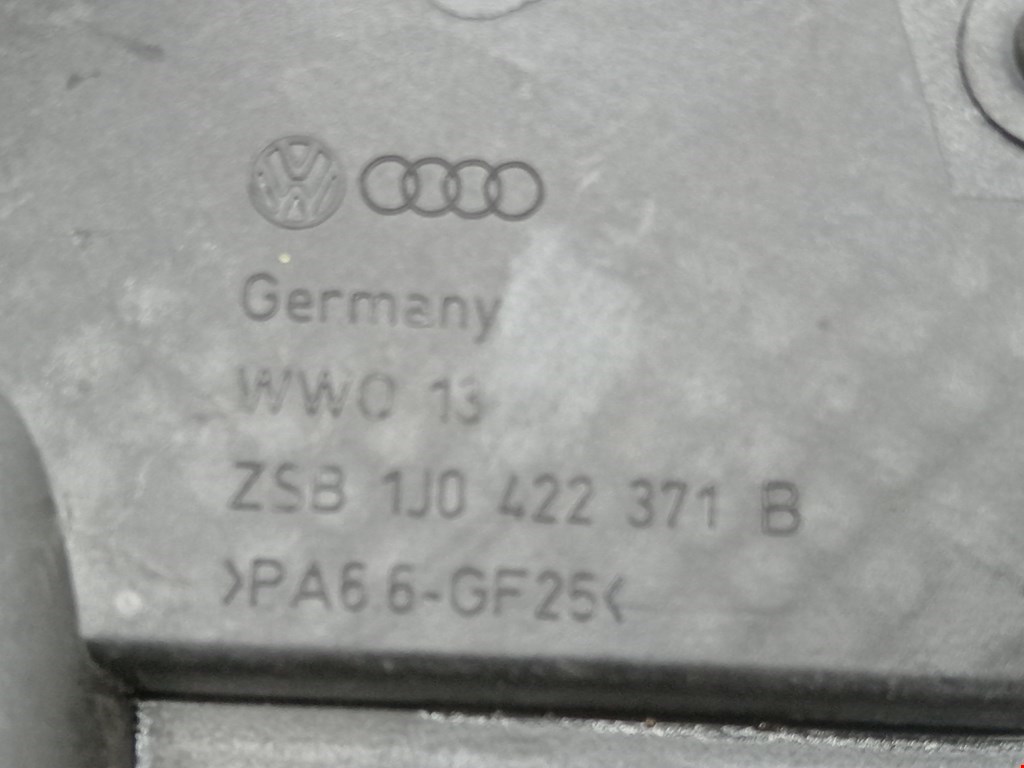 Germany
WWO 13
ZSB 1J0 422 371 B
>PA6.6-GF25<